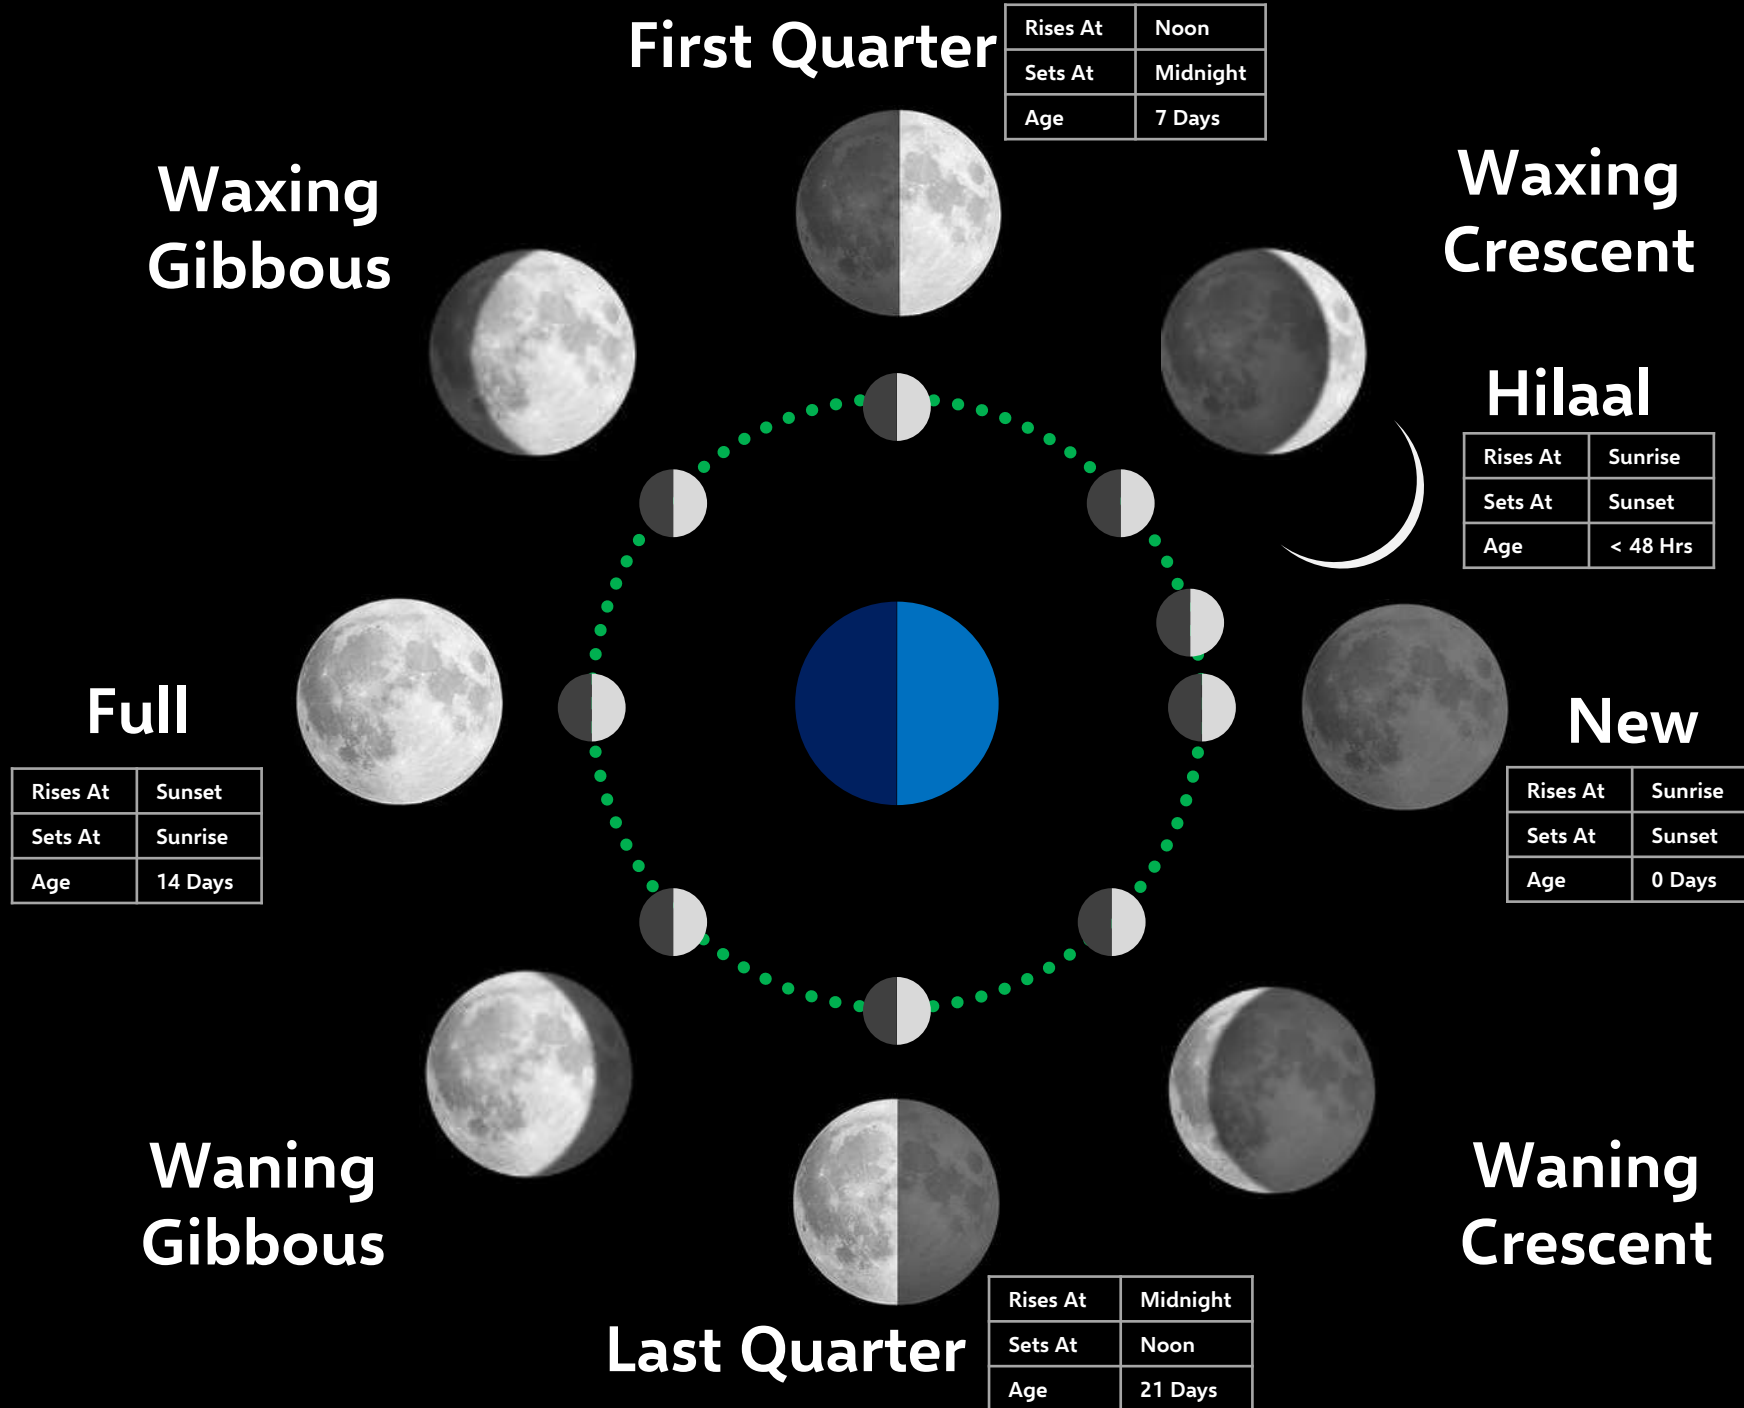 First Quarter
Rises At Noon
Sets At Midnight
Age 7 Days
Waxing
Gibbous
Waxing
Crescent
Hilaal
Rises At Sunrise
Sets At Sunset
Age < 48 Hrs
Full
Rises At Sunset
Sets At Sunrise
Age 14 Days
New
Rises At Sunrise
Sets At Sunset
Age 0 Days
Waning
Gibbous
Waning
Crescent
Last Quarter
Rises At Midnight
Sets At Noon
Age 21 Days